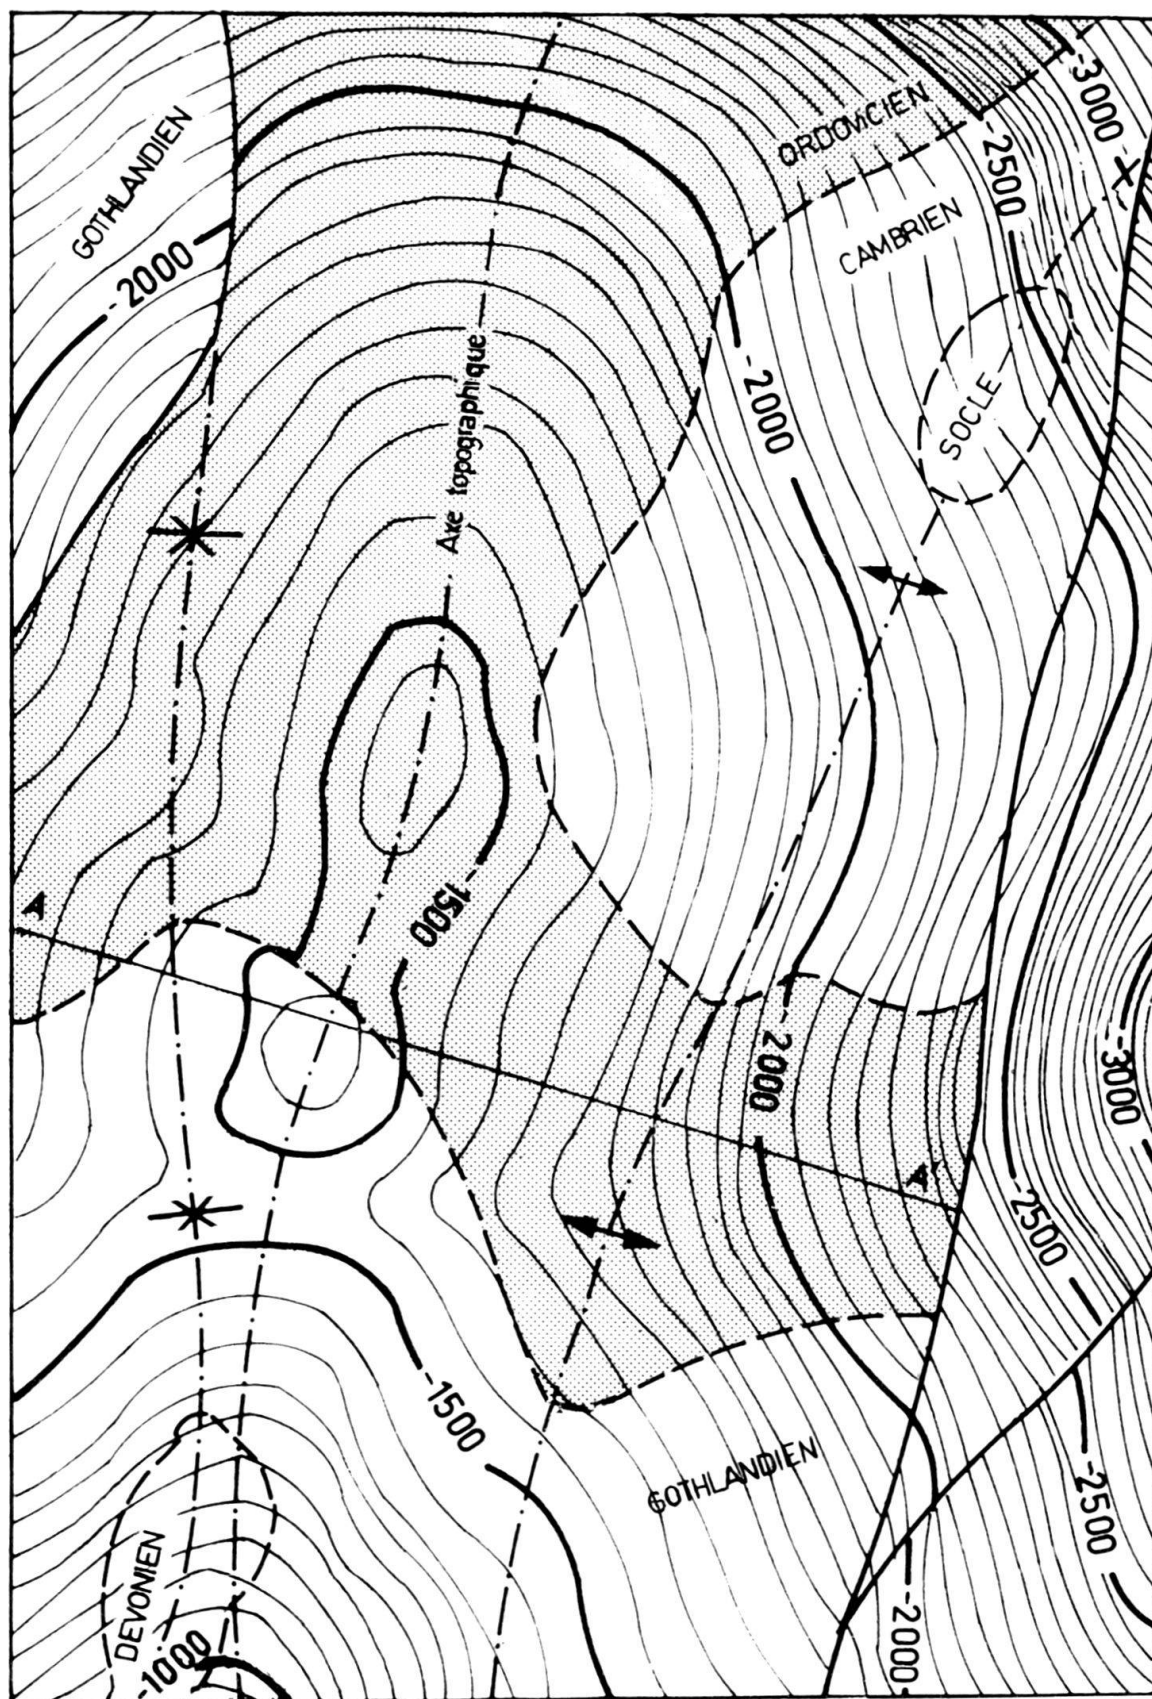 GOTHLANDIEN
-2000
ORDOVICIEN
-3000
-2500
CAMBRIEN
Axe topographique
-2000
SOCLE
A
-1500
-2000
-3000
A'
-2500
-1500
GOTHLANDIEN
-2500
DEVONIEN
-1000
-2000